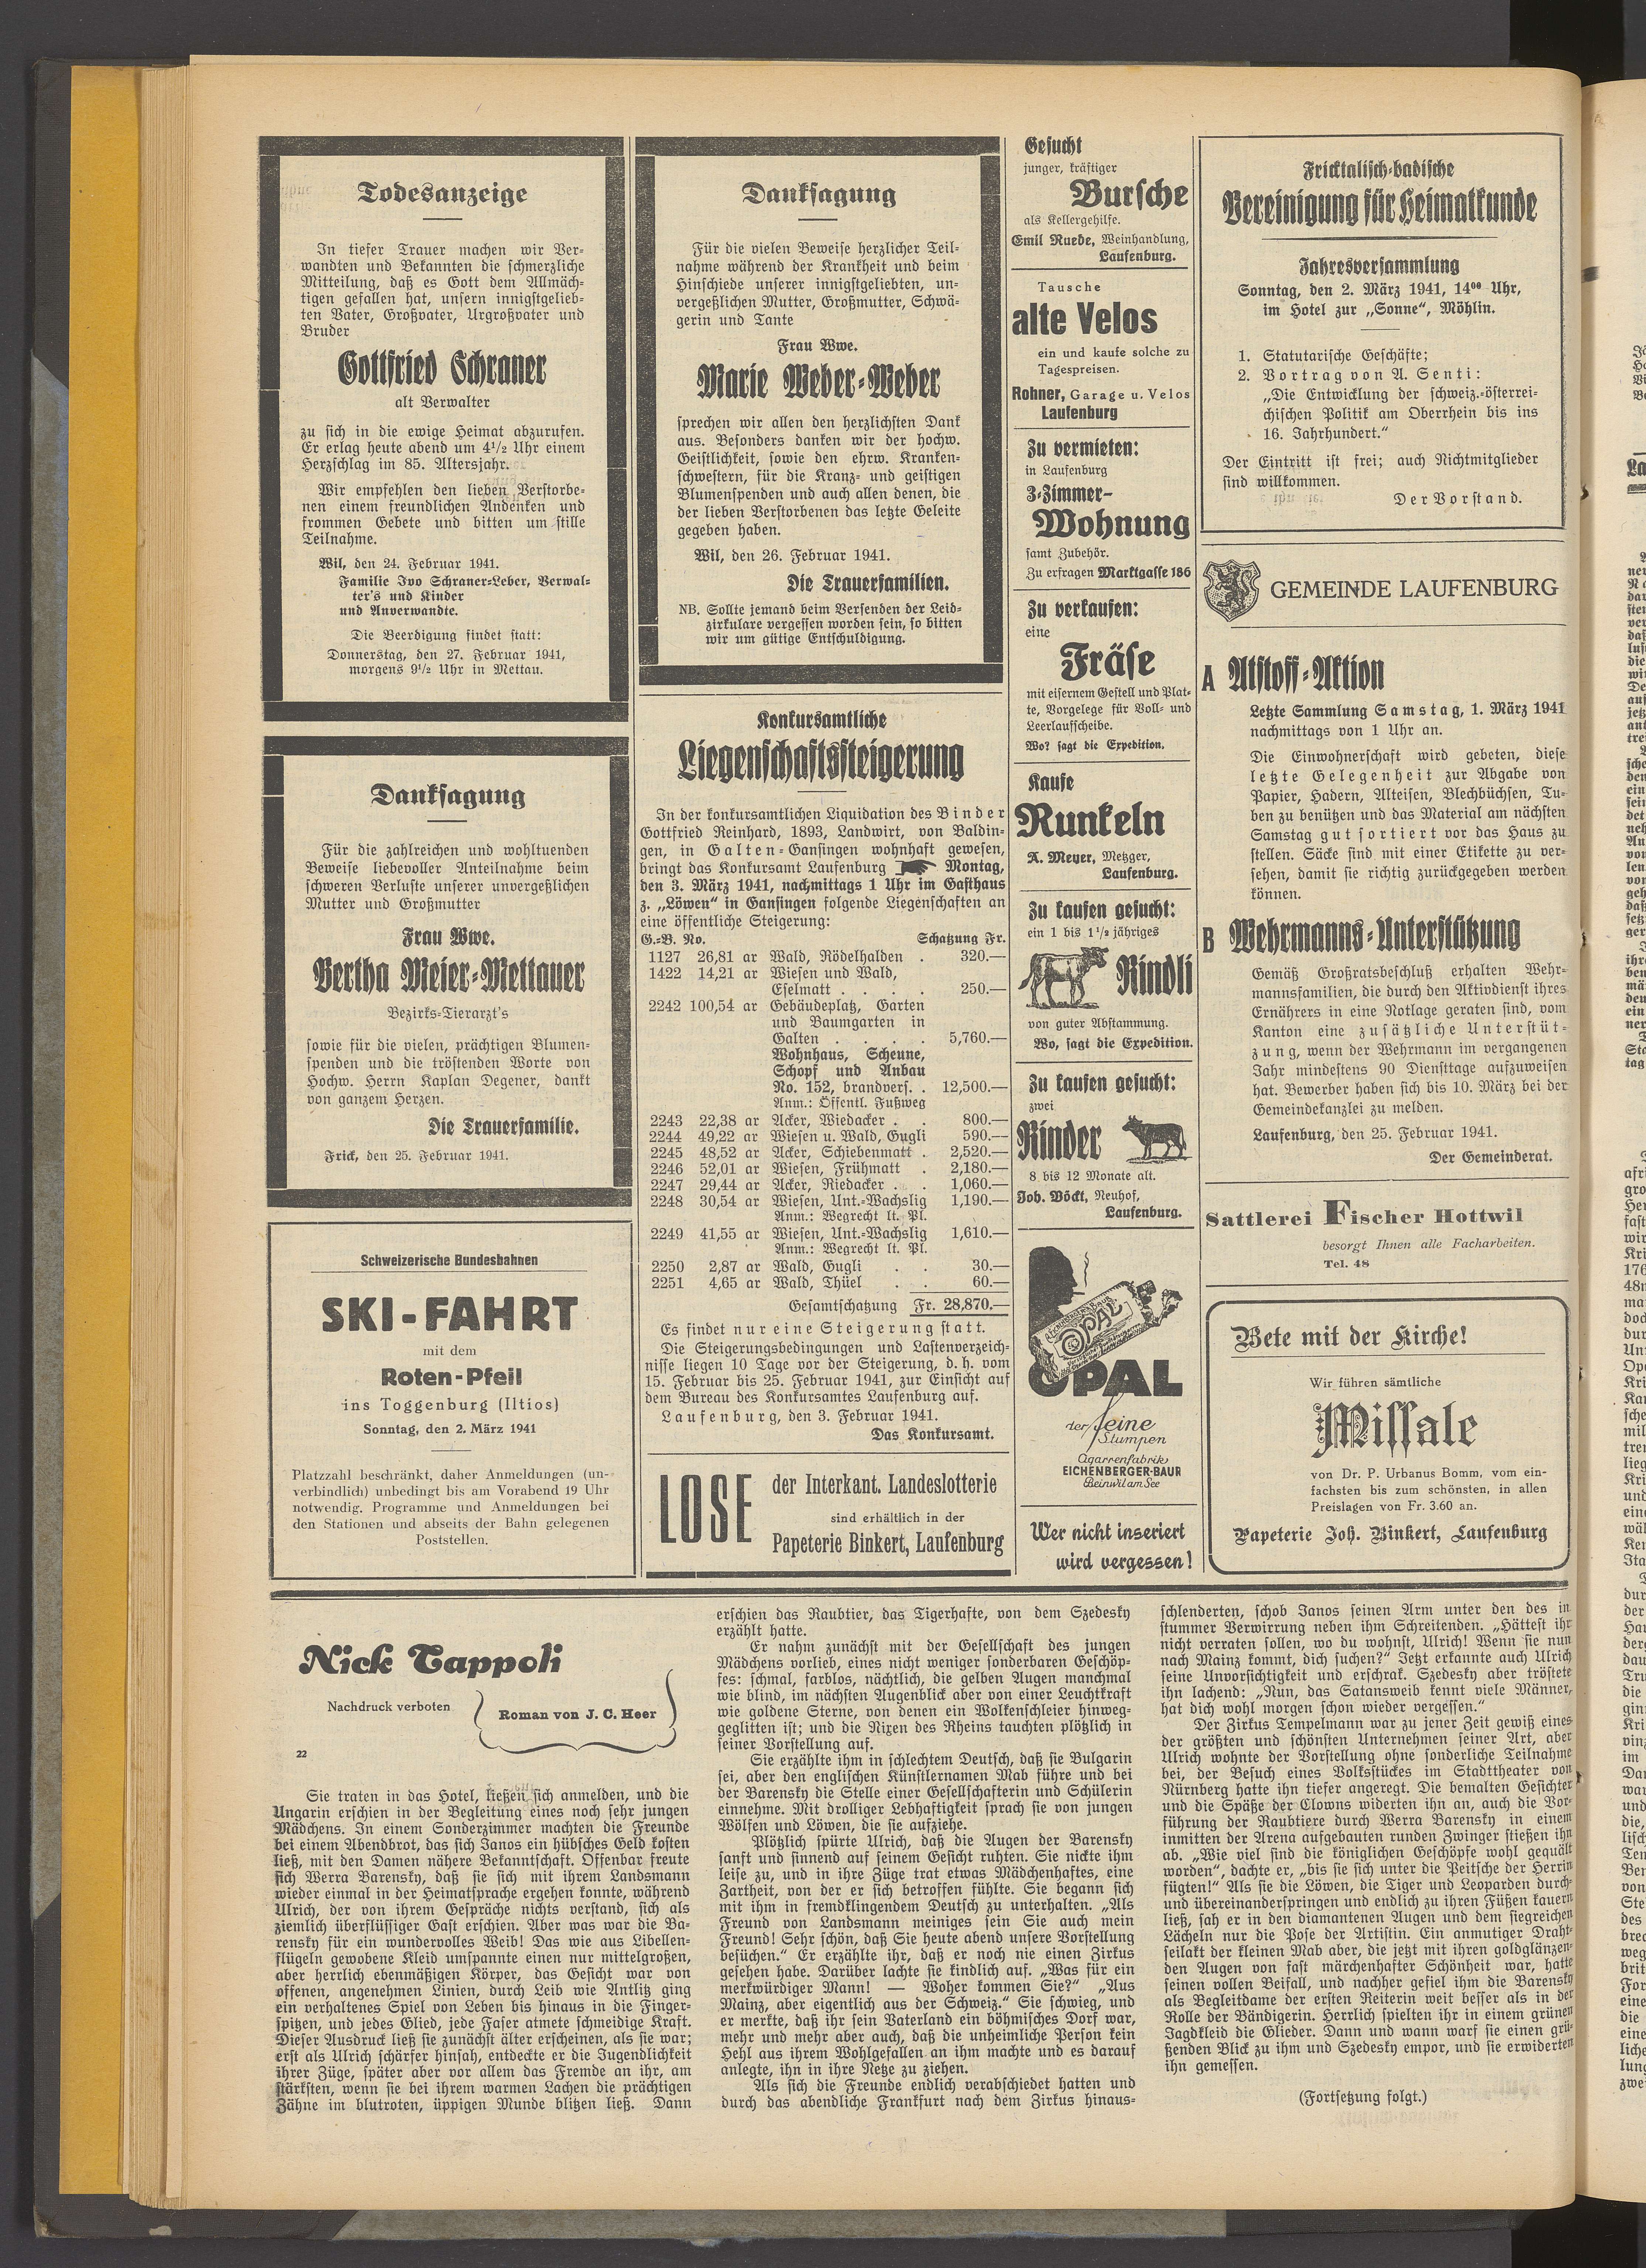 Todesanzeige
In tiefer Trauer machen wir Ver-
wandten und Bekannten die schmerzliche
Mitteilung, daß es Gott dem Allmäch-
tigen gefallen hat, unsern innigstgelieb-
ten Vater, Großvater, Urgroßvater und
Bruder
Gottfried Schraner
alt Verwalter
zu sich in die ewige Heimat abzurufen.
Er erlag heute abend um 4¹/₂ Uhr einem
Herzschlag im 85. Altersjahr.
Wir empfehlen den lieben Verstorbe-
nen einem freundlichen Andenken und
frommen Gebete und bitten um stille
Teilnahme.
Wil, den 24. Februar 1941.
Familie Ivo Schraner-Leber, Verwal-
ter's und Kinder
und Anverwandte.
Die Beerdigung findet statt:
Donnerstag, den 27. Februar 1941,
morgens 9¹/₂ Uhr in Mettau.
Danksagung
Für die zahlreichen und wohltuenden
Beweise liebevoller Anteilnahme beim
schweren Verluste unserer unvergeßlichen
Mutter und Großmutter
Frau Wwe.
Bertha Meier-Mettauer
Bezirks-Tierarzt's
sowie für die vielen, prächtigen Blumen-
spenden und die tröstenden Worte von
Hochw. Herrn Kaplan Degener, dankt
von ganzem Herzen.
Die Trauerfamilie.
Frick, den 25. Februar 1941.
Schweizerische Bundesbahnen
SKI-FAHRT
mit dem
Roten-Pfeil
ins Toggenburg (Iltios)
Sonntag, den 2. März 1941
Platzzahl beschränkt, daher Anmeldungen (un-
verbindlich) unbedingt bis am Vorabend 19 Uhr
notwendig. Programme und Anmeldungen bei
den Stationen und abseits der Bahn gelegenen
Poststellen.
Danksagung
Für die vielen Beweise herzlicher Teil-
nahme während der Krankheit und beim
Hinschiede unserer innigstgeliebten, un-
vergeßlichen Mutter, Großmutter, Schwä-
gerin und Tante
Frau Wwe.
Marie Weber-Weber
sprechen wir allen den herzlichsten Dank
aus. Besonders danken wir der hochw.
Geistlichkeit, sowie den ehrw. Kranken-
schwestern, für die Kranz- und geistigen
Blumenspenden und auch allen denen, die
der lieben Verstorbenen das letzte Geleite
gegeben haben.
Wil, den 26. Februar 1941.
Die Trauerfamilien.
NB. Sollte jemand beim Versenden der Leid-
zirkulare vergessen worden sein, so bitten
wir um gütige Entschuldigung.
Konkursamtliche
Liegenschaftssteigerung
In der konkursamtlichen Liquidation des Binder
Gottfried Reinhard, 1893, Landwirt, von Baldin-
gen, in Galten-Gansingen wohnhaft gewesen,
bringt das Konkursamt Laufenburg Montag,
den 3. März 1941, nachmittags 1 Uhr im Gasthaus
z. „Löwen“ in Gansingen folgende Liegenschaften an
eine öffentliche Steigerung:
G.-B. No. Schatzung Fr.
1127 26,81 ar Wald, Rödelhalden . 320.—
1422 14,21 ar Wiesen und Wald,
Eselmatt . . . . 250.—
2242 100,54 ar Gebäudeplatz, Garten
und Baumgarten in
Galten . . . . 5,760.—
Wohnhaus, Scheune,
Schopf und Anbau
No. 152, brandvers. . 12,500.—
Anm.: Öffentl. Fußweg
2243 22,38 ar Acker, Wiedacker . . 800.—
2244 49,22 ar Wiesen u. Wald, Gugli 590.—
2245 48,52 ar Acker, Schiebenmatt . 2,520.—
2246 52,01 ar Wiesen, Frühmatt . 2,180.—
2247 29,44 ar Acker, Riedacker . . 1,060.—
2248 30,54 ar Wiesen, Unt.-Wachslig 1,190.—
Anm.: Wegrecht lt. Pl.
2249 41,55 ar Wiesen, Unt.-Wachslig 1,610.—
Anm.: Wegrecht lt. Pl.
2250 2,87 ar Wald, Gugli . . 30.—
2251 4,65 ar Wald, Thüel . . 60.—
Gesamtschatzung Fr. 28,870.—
Es findet nur eine Steigerung statt.
Die Steigerungsbedingungen und Lastenverzeich-
nisse liegen 10 Tage vor der Steigerung, d. h. vom
15. Februar bis 25. Februar 1941, zur Einsicht auf
dem Bureau des Konkursamtes Laufenburg auf.
Laufenburg, den 3. Februar 1941.
Das Konkursamt.
LOSE
der Interkant. Landeslotterie
sind erhältlich in der
Papeterie Binkert, Laufenburg
Gesucht
junger, kräftiger
Bursche
als Kellergehilfe.
Emil Ruede, Weinhandlung,
Laufenburg.
Tausche
alte Velos
ein und kaufe solche zu
Tagespreisen.
Rohner, Garage u. Velos
Laufenburg
Zu vermieten:
in Laufenburg
3-Zimmer-
Wohnung
samt Zubehör.
Zu erfragen Marktgasse 186
Zu verkaufen:
eine
Fräse
mit eisernem Gestell und Plat-
te, Vorgelege für Voll- und
Leerlaufscheibe.
Wo? sagt die Expedition.
Kaufe
Runkeln
A. Meyer, Metzger,
Laufenburg.
Zu kaufen gesucht:
ein 1 bis 1¹/₂ jähriges
Rindli
von guter Abstammung.
Wo, sagt die Expedition.
Zu kaufen gesucht:
zwei
Rinder
8 bis 12 Monate alt.
Joh. Böckt, Neuhof,
Laufenburg.
OPAL
OPAL
der feine
Stumpen
Cigarrenfabrik
EICHENBERGER-BAUR
Beinwil am See
Wer nicht inseriert
wird vergessen!
Fricktalisch-badische
Vereinigung für Heimatkunde
Jahresversammlung
Sonntag, den 2. März 1941, 14⁰⁰ Uhr,
im Hotel zur „Sonne“, Möhlin.
1. Statutarische Geschäfte;
2. Vortrag von A. Senti:
„Die Entwicklung der schweiz.-österrei-
chischen Politik am Oberrhein bis ins
16. Jahrhundert.“
Der Eintritt ist frei; auch Nichtmitglieder
sind willkommen.
Der Vorstand.
GEMEINDE LAUFENBURG
A Altstoff-Aktion
Letzte Sammlung Samstag, 1. März 1941
nachmittags von 1 Uhr an.
Die Einwohnerschaft wird gebeten, diese
letzte Gelegenheit zur Abgabe von
Papier, Hadern, Alteisen, Blechbüchsen, Tu-
ben zu benützen und das Material am nächsten
Samstag gut sortiert vor das Haus zu
stellen. Säcke sind mit einer Etikette zu ver-
sehen, damit sie richtig zurückgegeben werden
können.
B Wehrmanns-Unterstützung
Gemäß Großratsbeschluß erhalten Wehr-
mannsfamilien, die durch den Aktivdienst ihres
Ernährers in eine Notlage geraten sind, vom
Kanton eine zusätzliche Unterstüt-
zung, wenn der Wehrmann im vergangenen
Jahr mindestens 90 Diensttage aufzuweisen
hat. Bewerber haben sich bis 10. März bei der
Gemeindekanzlei zu melden.
Laufenburg, den 25. Februar 1941.
Der Gemeinderat.
Sattlerei Fischer Hottwil
besorgt Ihnen alle Facharbeiten.
Tel. 48
Bete mit der Kirche!
Wir führen sämtliche
Missale
von Dr. P. Urbanus Bomm, vom ein-
fachsten bis zum schönsten, in allen
Preislagen von Fr. 3.60 an.
Papeterie Joh. Binkert, Laufenburg
Nick Tappoli
Nachdruck verboten
Roman von J. C. Heer
22
Sie traten in das Hotel, ließen sich anmelden, und die
Ungarin erschien in der Begleitung eines noch sehr jungen
Mädchens. In einem Sonderzimmer machten die Freunde
bei einem Abendbrot, das sich Janos ein hübsches Geld kosten
ließ, mit den Damen nähere Bekanntschaft. Offenbar freute
sich Werra Barensky, daß sie sich mit ihrem Landsmann
wieder einmal in der Heimatsprache ergehen konnte, während
Ulrich, der von ihrem Gespräche nichts verstand, sich als
ziemlich überflüssiger Gast erschien. Aber was war die Ba-
rensky für ein wundervolles Weib! Das wie aus Libellen-
flügeln gewobene Kleid umspannte einen nur mittelgroßen,
aber herrlich ebenmäßigen Körper, das Gesicht war von
offenen, angenehmen Linien, durch Leib wie Antlitz ging
ein verhaltenes Spiel von Leben bis hinaus in die Finger-
spitzen, und jedes Glied, jede Faser atmete schmeidige Kraft.
Dieser Ausdruck ließ sie zunächst älter erscheinen, als sie war;
erst als Ulrich schärfer hinsah, entdeckte er die Jugendlichkeit
ihrer Züge, später aber vor allem das Fremde an ihr, am
stärksten, wenn sie bei ihrem warmen Lachen die prächtigen
Zähne im blutroten, üppigen Munde blitzen ließ. Dann
erschien das Raubtier, das Tigerhafte, von dem Szedesky
erzählt hatte.
Er nahm zunächst mit der Gesellschaft des jungen
Mädchens vorlieb, eines nicht weniger sonderbaren Geschöp-
fes: schmal, farblos, nächtlich, die gelben Augen manchmal
wie blind, im nächsten Augenblick aber von einer Leuchtkraft
wie goldene Sterne, von denen ein Wolkenschleier hinweg-
geglitten ist; und die Nixen des Rheins tauchten plötzlich in
seiner Vorstellung auf.
Sie erzählte ihm in schlechtem Deutsch, daß sie Bulgarin
sei, aber den englischen Künstlernamen Mab führe und bei
der Barensky die Stelle einer Gesellschafterin und Schülerin
einnehme. Mit drolliger Lebhaftigkeit sprach sie von jungen
Wölfen und Löwen, die sie aufziehe.
Plötzlich spürte Ulrich, daß die Augen der Barensky
sanft und sinnend auf seinem Gesicht ruhten. Sie nickte ihm
leise zu, und in ihre Züge trat etwas Mädchenhaftes, eine
Zartheit, von der er sich betroffen fühlte. Sie begann sich
mit ihm in fremdklingendem Deutsch zu unterhalten. „Als
Freund von Landsmann meiniges sein Sie auch mein
Freund! Sehr schön, daß Sie heute abend unsere Vorstellung
besüchen.“ Er erzählte ihr, daß er noch nie einen Zirkus
gesehen habe. Darüber lachte sie kindlich auf. „Was für ein
merkwürdiger Mann! — Woher kommen Sie?“ „Aus
Mainz, aber eigentlich aus der Schweiz.“ Sie schwieg, und
er merkte, daß ihr sein Vaterland ein böhmisches Dorf war,
mehr und mehr aber auch, daß die unheimliche Person kein
Hehl aus ihrem Wohlgefallen an ihm machte und es darauf
anlegte, ihn in ihre Netze zu ziehen.
Als sich die Freunde endlich verabschiedet hatten und
durch das abendliche Frankfurt nach dem Zirkus hinaus-
schlenderten, schob Janos seinen Arm unter den des in
stummer Verwirrung neben ihm Schreitenden. „Hättest ihr
nicht verraten sollen, wo du wohnst, Ulrich! Wenn sie nun
nach Mainz kommt, dich suchen?“ Jetzt erkannte auch Ulrich
seine Unvorsichtigkeit und erschrak. Szedesky aber tröstete
ihn lachend: „Nun, das Satansweib kennt viele Männer,
hat dich wohl morgen schon wieder vergessen.“
Der Zirkus Tempelmann war zu jener Zeit gewiß eines
der größten und schönsten Unternehmen seiner Art, aber
Ulrich wohnte der Vorstellung ohne sonderliche Teilnahme
bei, der Besuch eines Volksstückes im Stadttheater von
Nürnberg hatte ihn tiefer angeregt. Die bemalten Gesichter
und die Späße der Clowns widerten ihn an, auch die Vor-
führung der Raubtiere durch Werra Barensky in einem
inmitten der Arena aufgebauten runden Zwinger stießen ihn
ab. „Wie viel sind die königlichen Geschöpfe wohl gequält
worden“, dachte er, „bis sie sich unter die Peitsche der Herrin
fügten!“ Als sie die Löwen, die Tiger und Leoparden durch-
und übereinanderspringen und endlich zu ihren Füßen kauern
ließ, sah er in den diamantenen Augen und dem siegreichen
Lächeln nur die Pose der Artistin. Ein anmutiger Draht-
seilakt der kleinen Mab aber, die jetzt mit ihren goldglänzen-
den Augen von fast märchenhafter Schönheit war, hatte
seinen vollen Beifall, und nachher gefiel ihm die Barensky
als Begleitdame der ersten Reiterin weit besser als in der
Rolle der Bändigerin. Herrlich spielten ihr in einem grünen
Jagdkleid die Glieder. Dann und wann warf sie einen grü-
ßenden Blick zu ihm und Szedesky empor, und sie erwiderten
ihn gemessen.
(Fortsetzung folgt.)